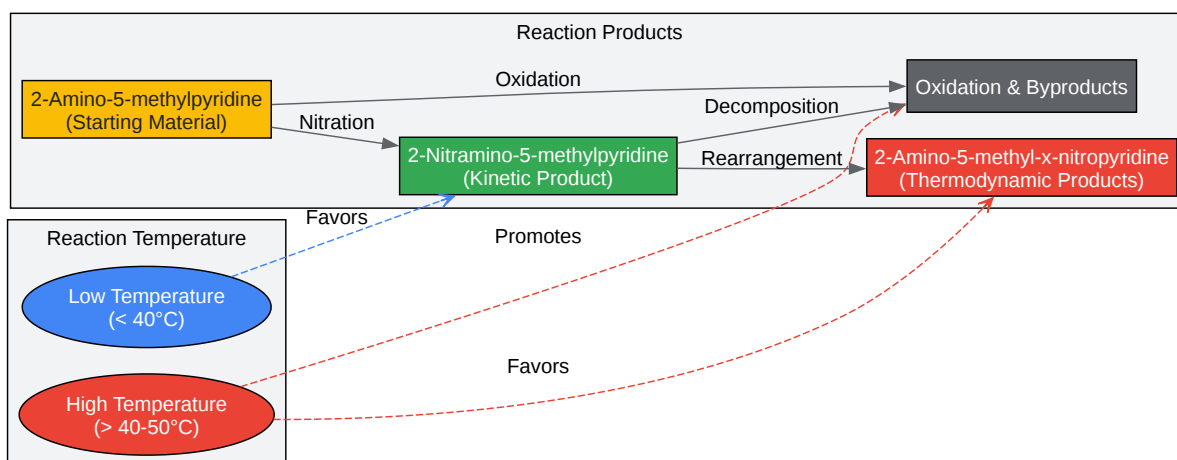 Reaction Products
Oxidation
2-Amino-5-methylpyridine
(Starting Material)
Oxidation & Byproducts
Nitration
Decomposition
2-Nitramino-5-methylpyridine
(Kinetic Product)
Rearrangement
2-Amino-5-methyl-x-nitropyridine
(Thermodynamic Products)
Favors
Promotes
Reaction Temperature
Low Temperature
(< 40°C)
Favors
High Temperature
(> 40-50°C)